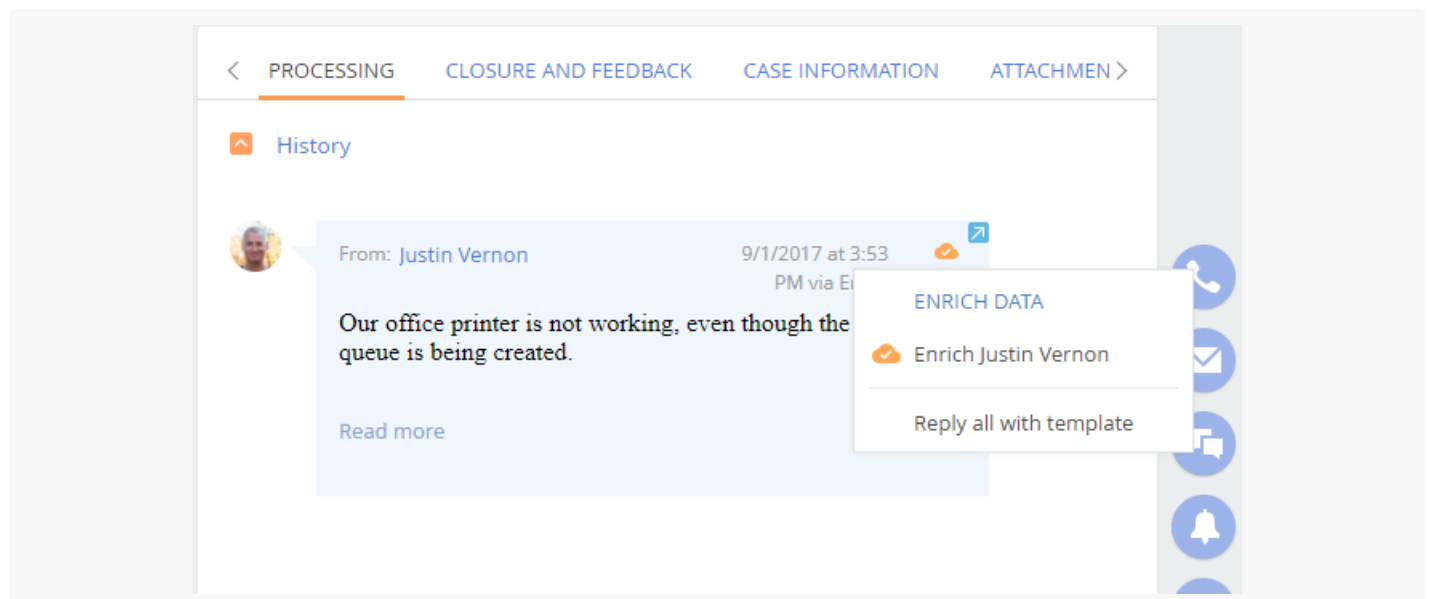 PROCESSING CLOSURE AND FEEDBACK CASE INFORMATION ATTACHMEN
History
From: Justin Vernon 9/1/2017 at 3:53
PM via
ENRICH DATA
Our office printer is not working, even though the
queue is being created.
Enrich Justin Vernon
Read more
Reply all with template